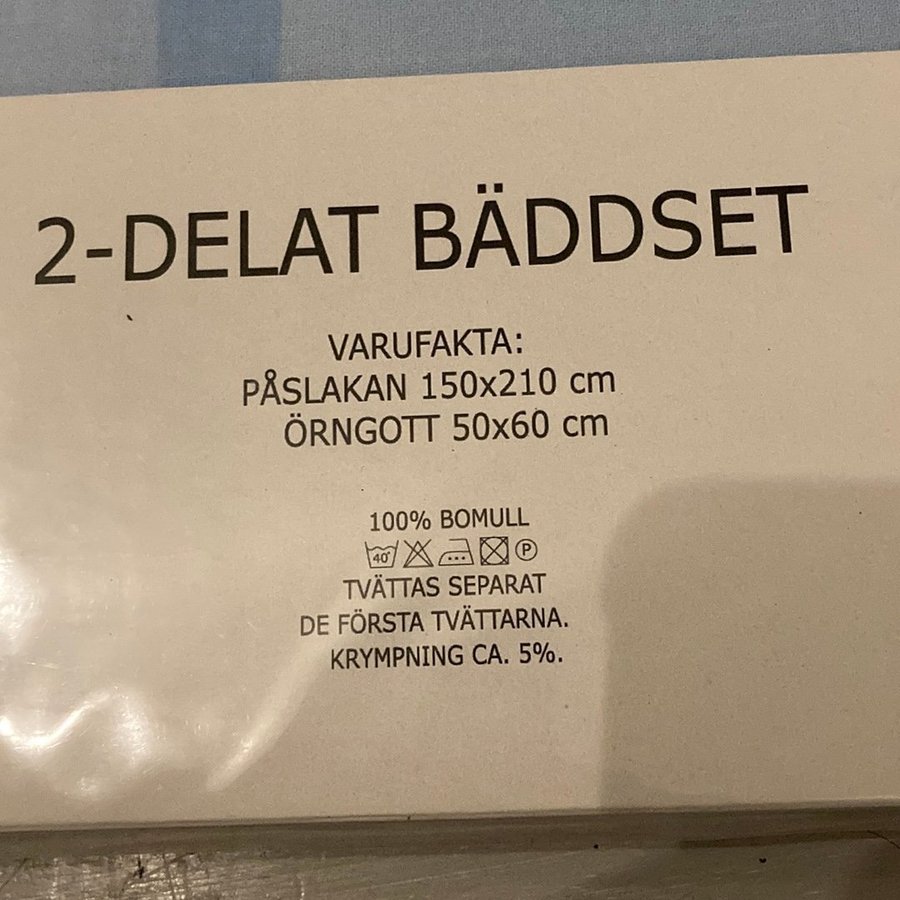 2-DELAT BÄDDSET
VARUFAKTA:
PÅSLAKAN 150x210 cm
ÖRNGOTT 50x60 cm
100% BOMULL
40° P
TVÄTTAS SEPARAT
DE FÖRSTA TVÄTTARNA.
KRYMPNING CA. 5%.